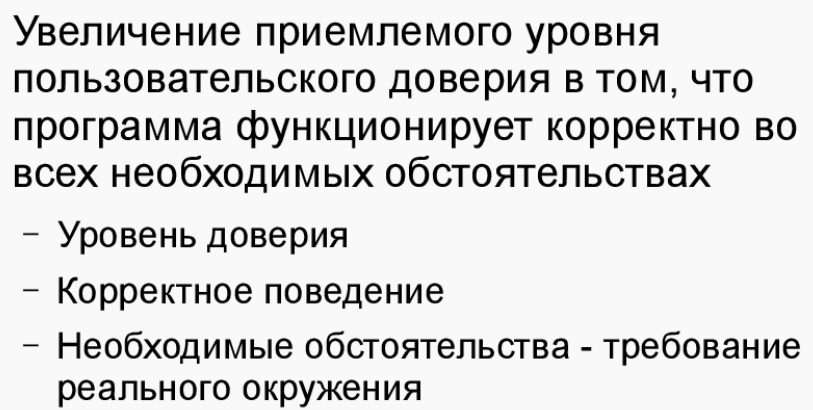 Увеличение приемлемого уровня
пользовательского доверия в том, что
программа функционирует корректно во
всех необходимых обстоятельствах
– Уровень доверия
– Корректное поведение
– Необходимые обстоятельства - требование
реального окружения